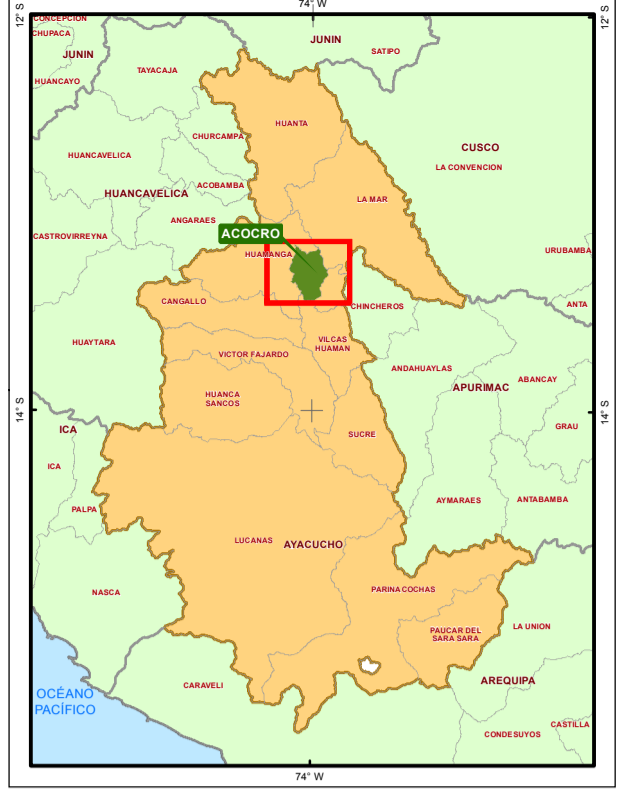 74° W
12° S
12° S
CONCEPCION
CHUPACA
JUNIN
JUNIN
SATIPO
HUANCAYO
TAYACAJA
HUANTA
CHURCAMPA
CUSCO
HUANCAVELICA
LA CONVENCION
ACOBAMBA
HUANCAVELICA
LA MAR
ANGARAES
ACOCRO
CASTROVIRREYNA
HUAMANGA
URUBAMBA
CANGALLO
CHINCHEROS
ANTA
HUAYTARA
VILCAS
HUAMAN
VICTOR FAJARDO
ANDAHUAYLAS
ABANCAY
APURIMAC
HUANCA
SANCOS
14° S
14° S
ICA
GRAU
SUCRE
ICA
AYMARAES
ANTABAMBA
PALPA
LUCANAS
AYACUCHO
NASCA
PARINACOCHAS
PAUCAR DEL
SARA SARA
LA UNION
CARAVELI
AREQUIPA
OCÉANO
PACÍFICO
CASTILLA
CONDESUYOS
74° W